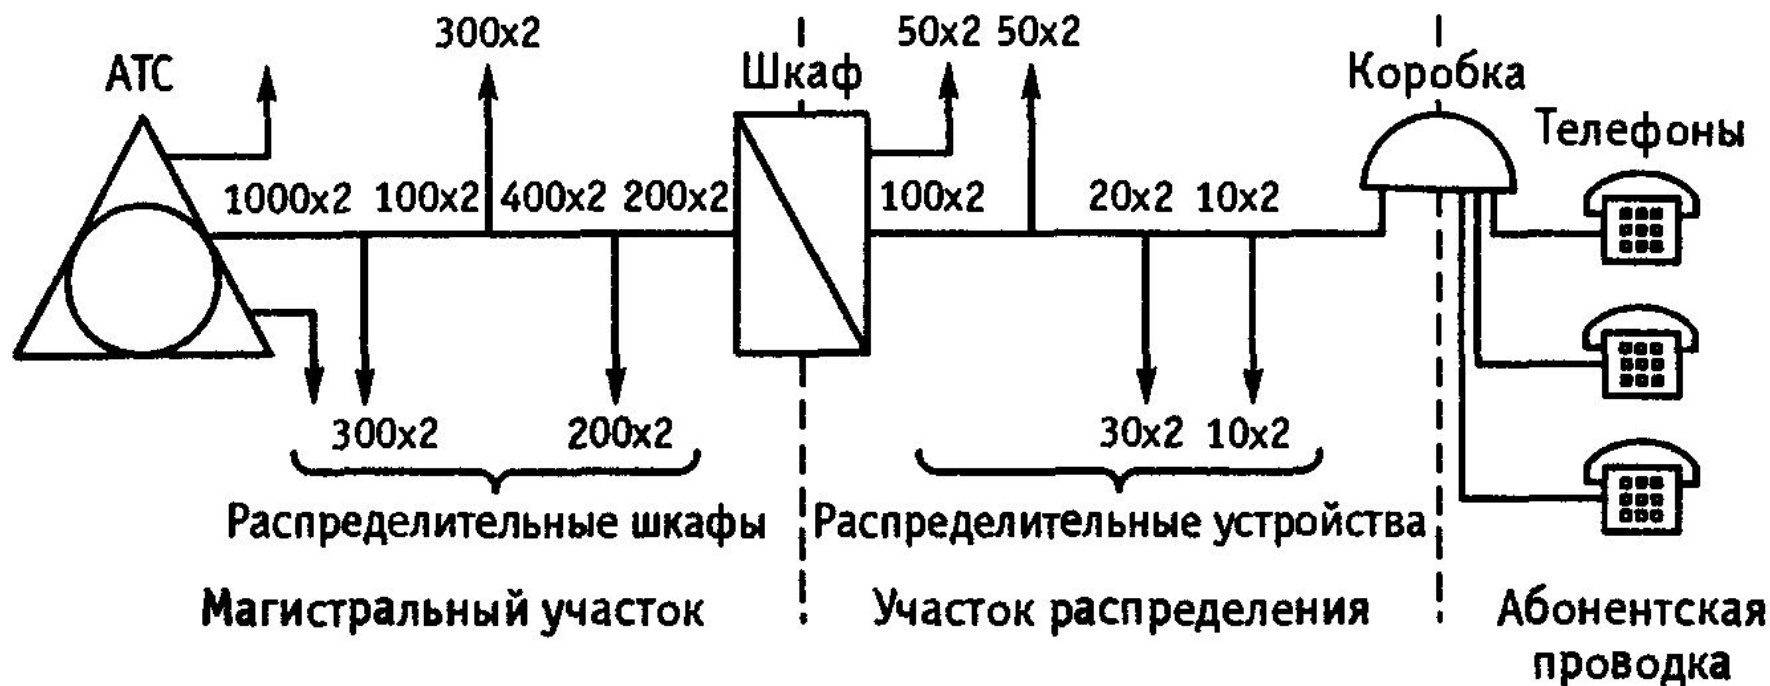 300x2
50x2 50x2
АТС
Шкаф
Коробка
Телефоны
1000x2 100x2 400x2 200x2
100x2
20x2 10x2
300x2
200x2
30x2 10x2
Распределительные шкафы
Распределительные устройства
Магистральный участок
Участок распределения
Абонентская
проводка